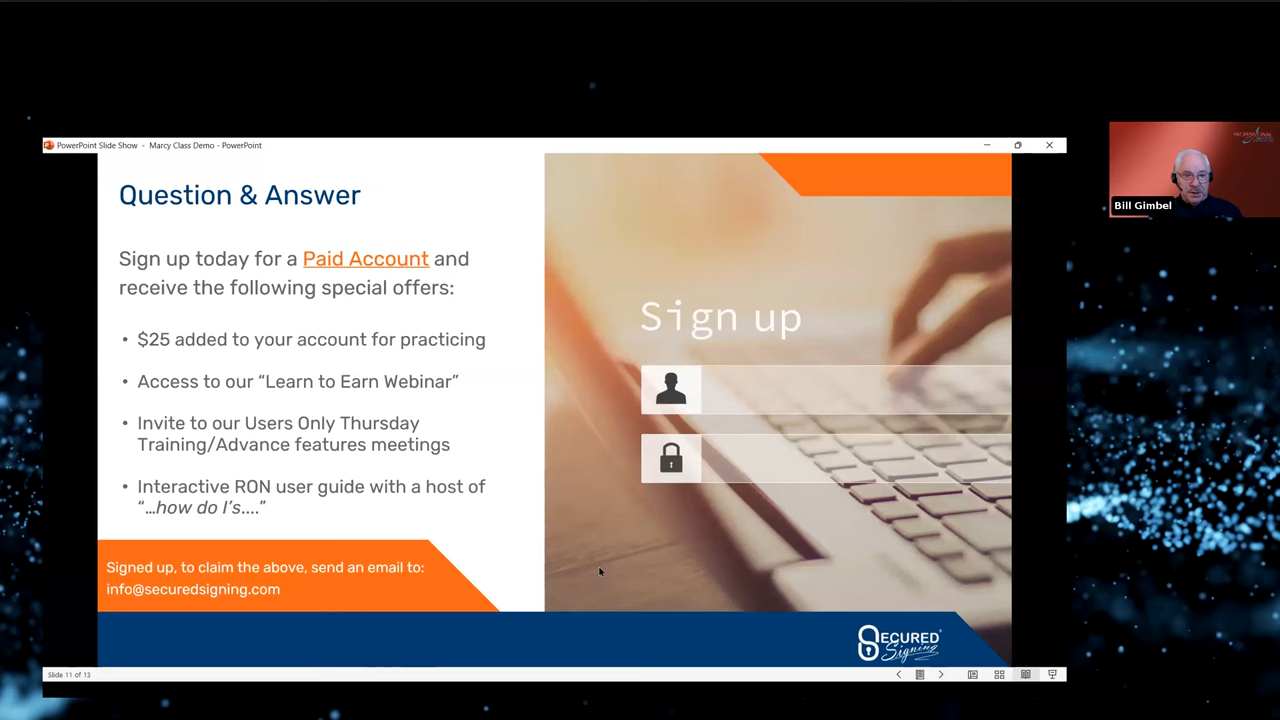 PowerPoint Slide Show - Marcy Class Demo - PowerPoint
Question & Answer
Sign up today for a Paid Account and
receive the following special offers:
• $25 added to your account for practicing
• Access to our “Learn to Earn Webinar”
• Invite to our Users Only Thursday
Training/Advance features meetings
• Interactive RON user guide with a host of
“...how do I’s....”
Signed up, to claim the above, send an email to:
info@securedsigning.com
Sign up
SECURED
Signing
Slide 11 of 13
PROFESSIONAL
Bill Gimbel